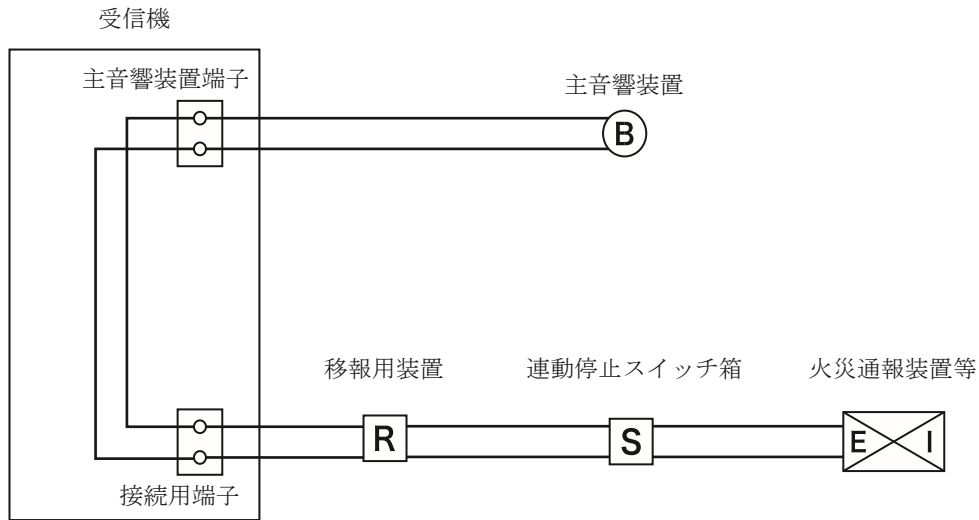 受信機
主音響装置端子
主音響装置
B
移報用装置
連動停止スイッチ箱
火災通報装置等
R
S
E I
接続用端子